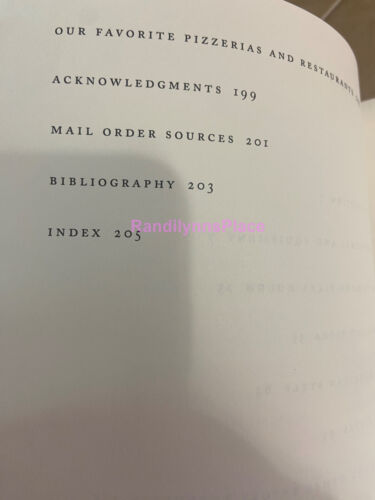 OUR FAVORITE PIZZERIAS AND RESTAURANTS
ACKNOWLEDGMENTS 199
MAIL ORDER SOURCES 201
BIBLIOGRAPHY 203
RandilynnsPlace
INDEX 205